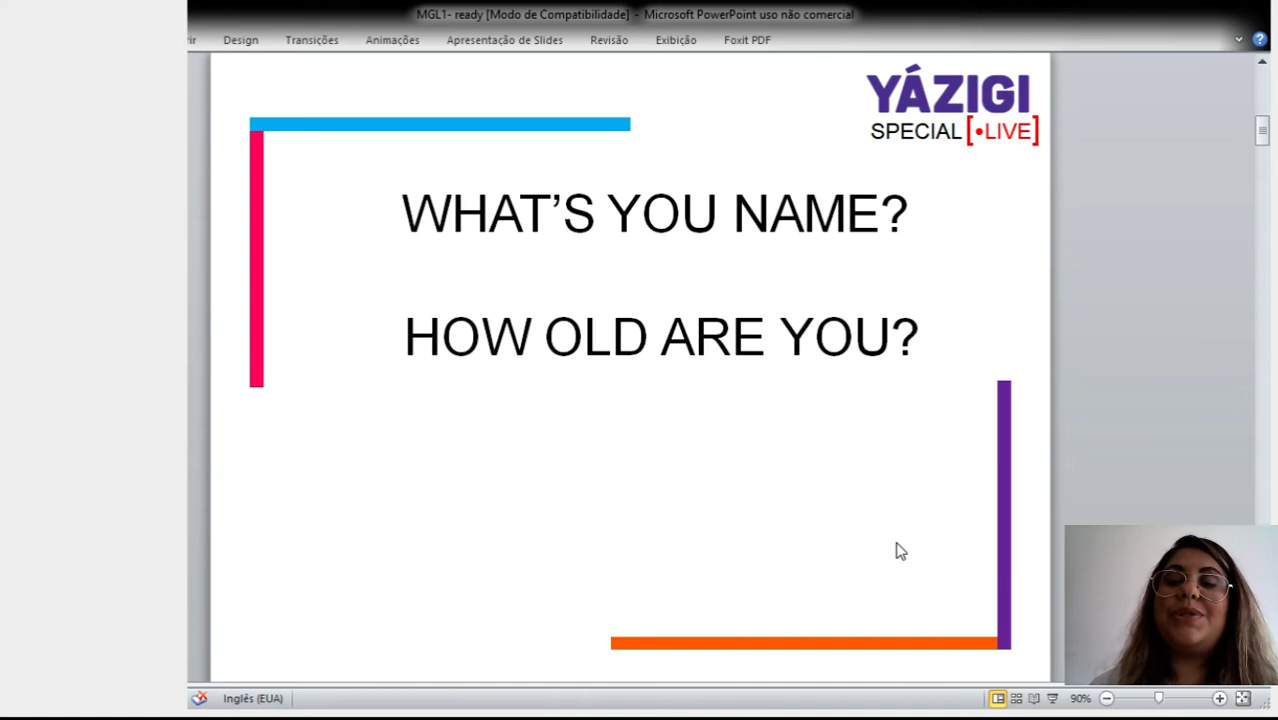 MGL1- ready [Modo de Compatibilidade] - Microsoft PowerPoint uso não comercial
Design Transições Animações Apresentação de Slides Revisão Exibição Foxit PDF
YÁZIGI
SPECIAL [•LIVE]
WHAT’S YOU NAME?
HOW OLD ARE YOU?
Inglês (EUA) 90%